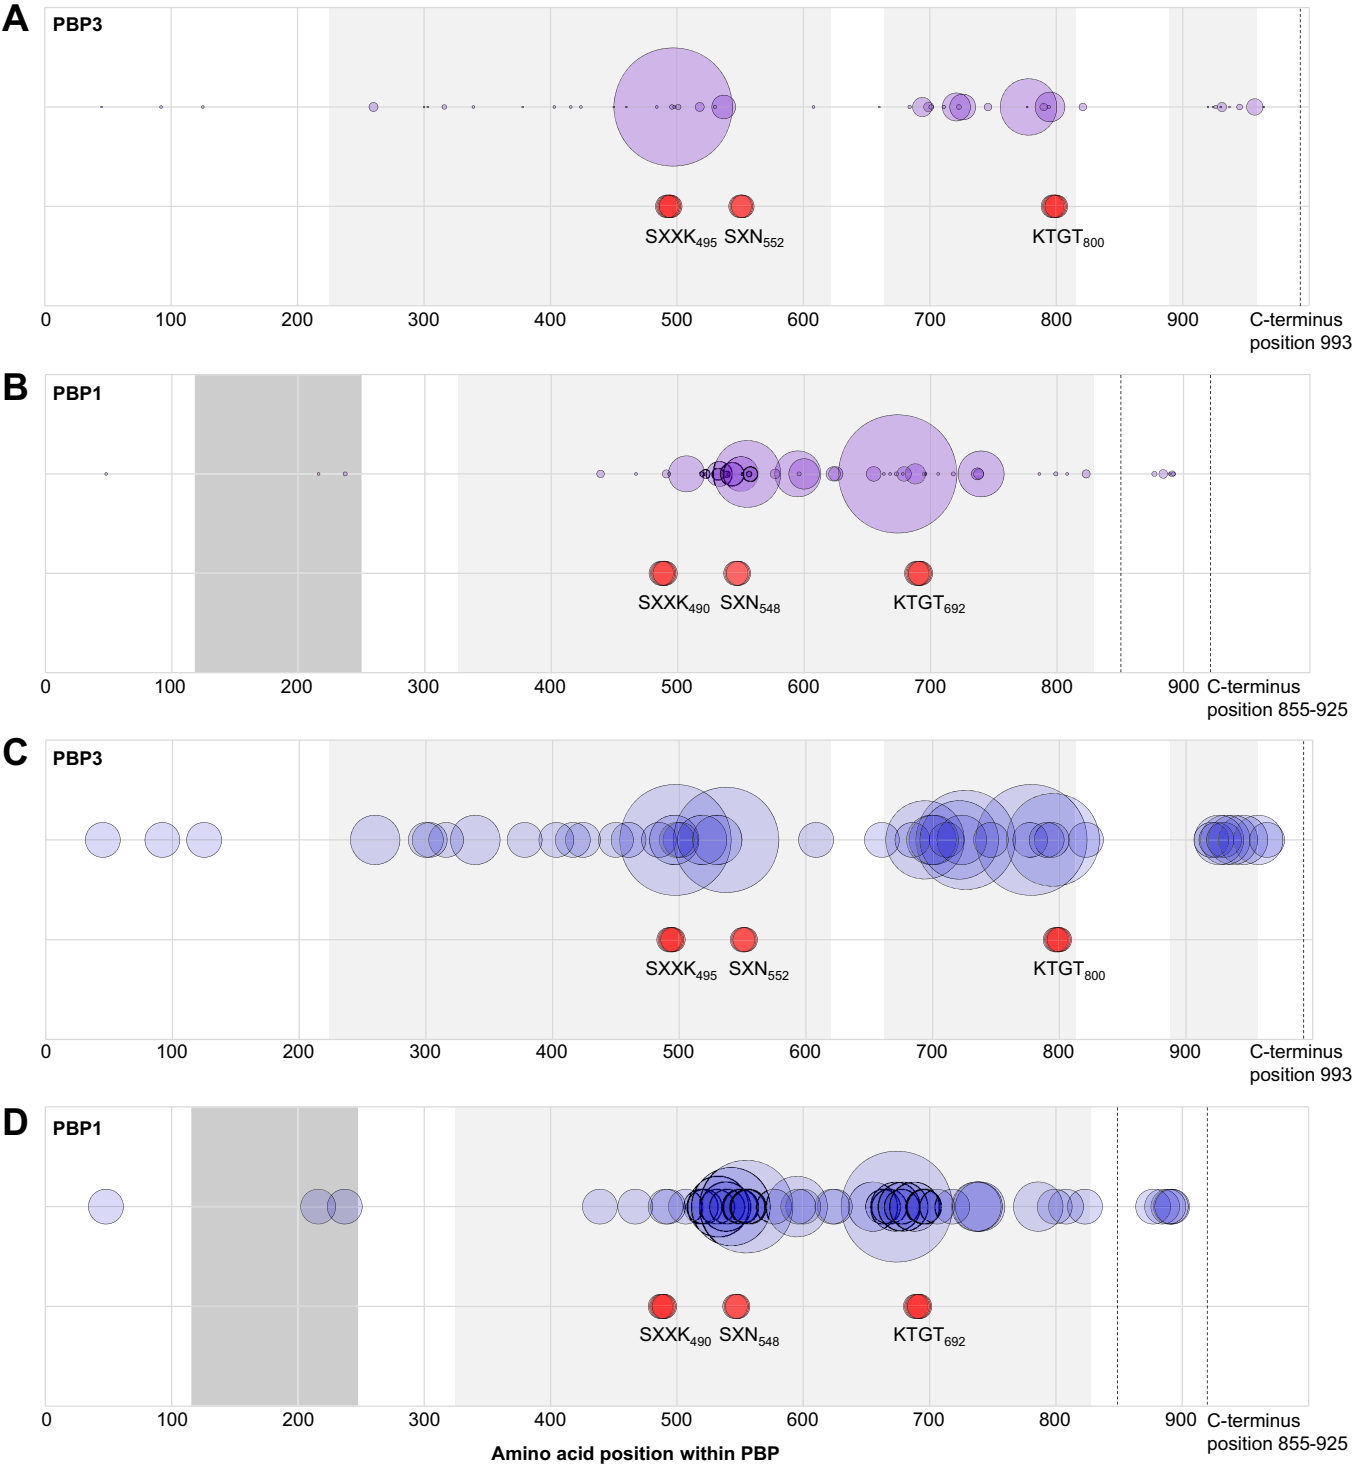 A
PBP3
SXXK495 SXN552 KTGT800
0 100 200 300 400 500 600 700 800 900 C-terminus
position 993
B
PBP1
SXXK490 SXN548 KTGT692
0 100 200 300 400 500 600 700 800 900 C-terminus
position 855-925
C
PBP3
SXXK495 SXN552 KTGT800
0 100 200 300 400 500 600 700 800 900 C-terminus
position 993
D
PBP1
SXXK490 SXN548 KTGT692
0 100 200 300 400 500 600 700 800 900 C-terminus
position 855-925
Amino acid position within PBP